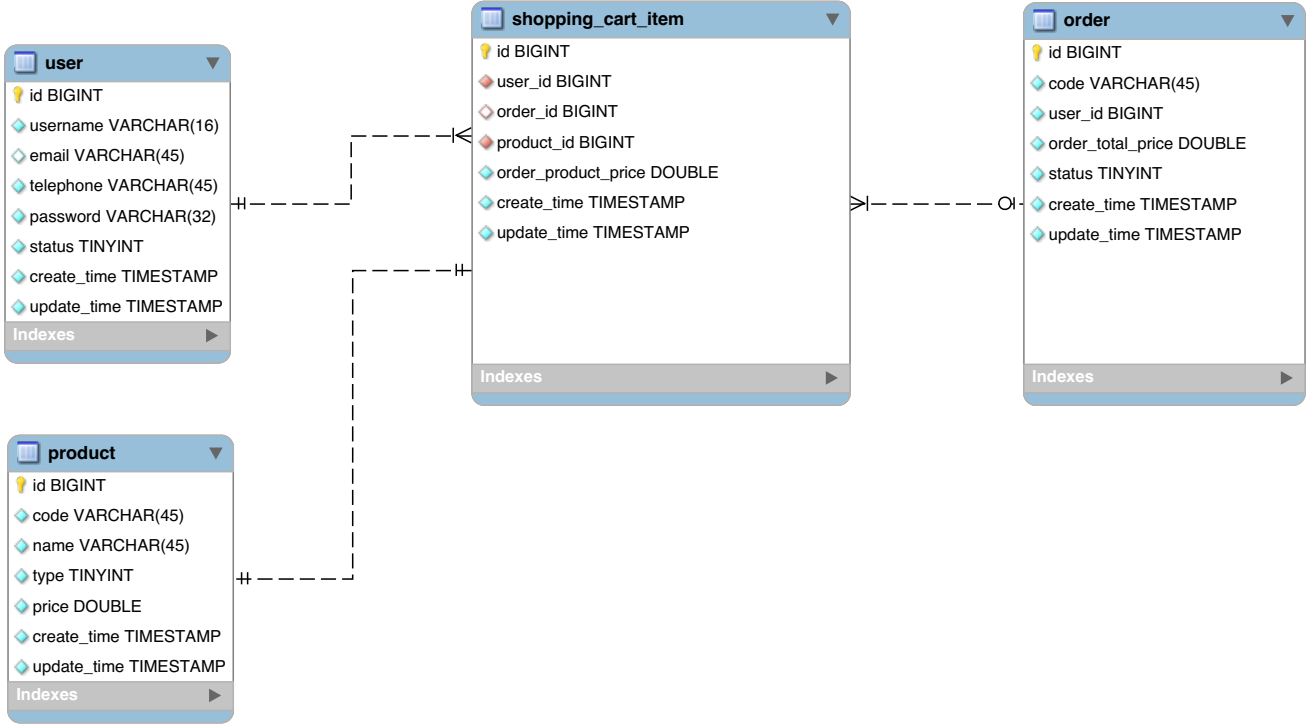 user
id BIGINT
username VARCHAR(16)
email VARCHAR(45)
telephone VARCHAR(45)
password VARCHAR(32)
status TINYINT
create_time TIMESTAMP
update_time TIMESTAMP
Indexes
shopping_cart_item
id BIGINT
user_id BIGINT
order_id BIGINT
product_id BIGINT
order_product_price DOUBLE
create_time TIMESTAMP
update_time TIMESTAMP
Indexes
order
id BIGINT
code VARCHAR(45)
user_id BIGINT
order_total_price DOUBLE
status TINYINT
create_time TIMESTAMP
update_time TIMESTAMP
Indexes
product
id BIGINT
code VARCHAR(45)
name VARCHAR(45)
type TINYINT
price DOUBLE
create_time TIMESTAMP
update_time TIMESTAMP
Indexes